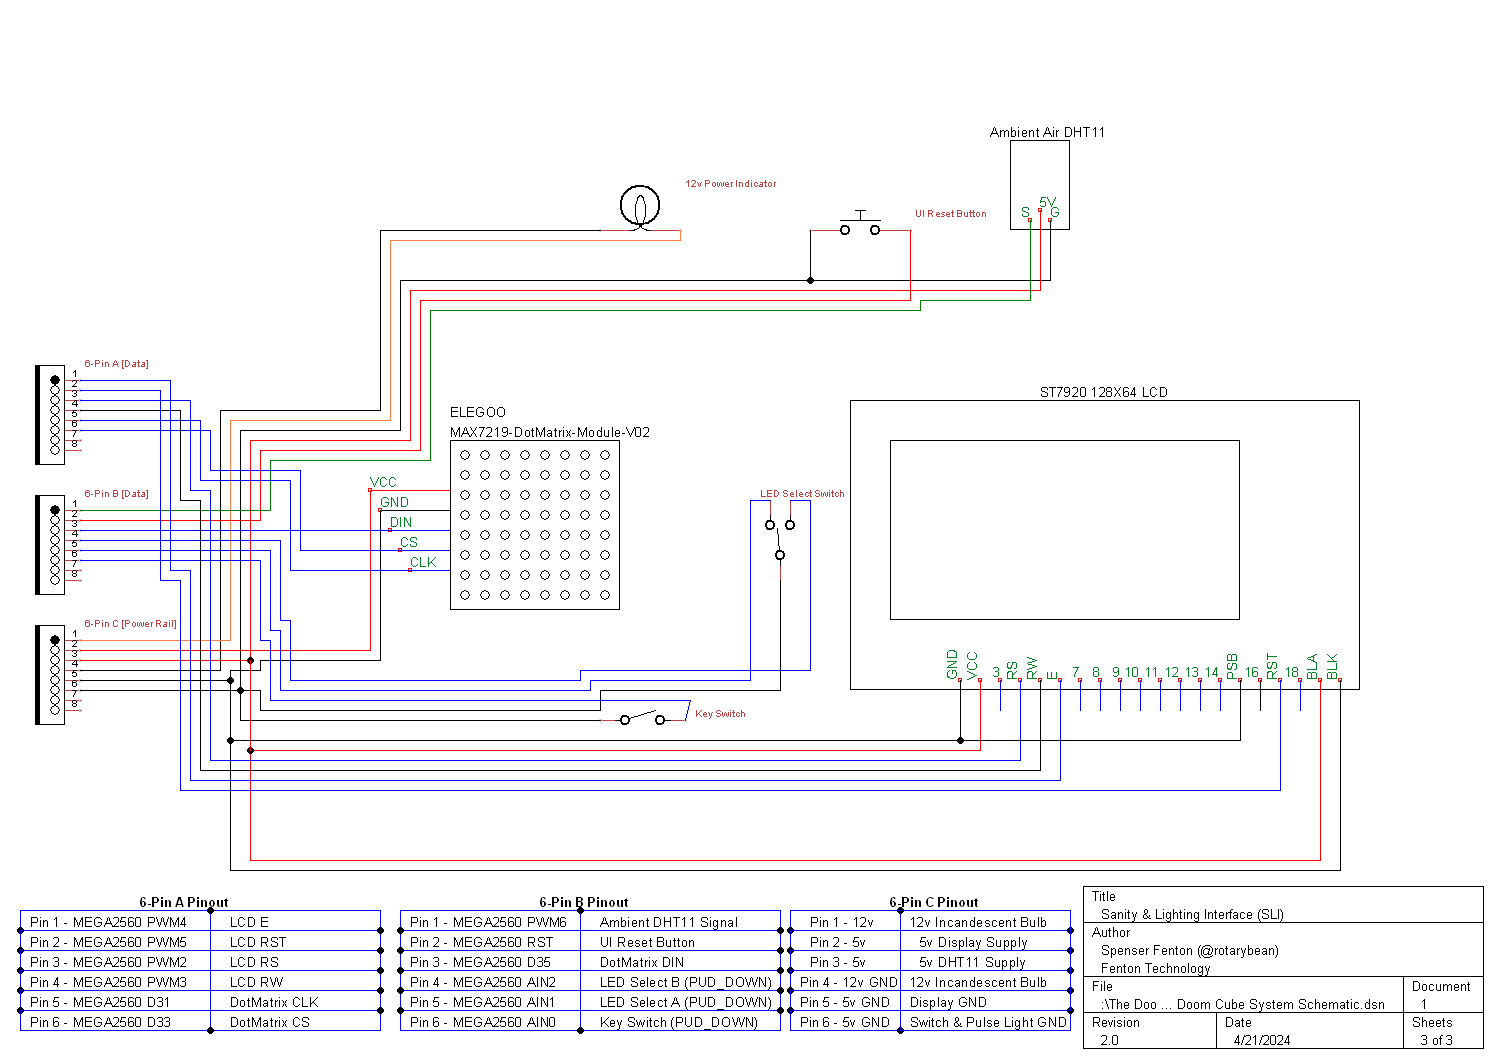 Ambient Air DHT11
12v Power Indicator
5V
S
G
UI Reset Button
6-Pin A [Data]
1
2
3
4
5
6
7
8
ST7920 128X64 LCD
ELEGOO
MAX7219-DotMatrix-Module-V02
VCC
GND
DIN
CS
CLK
LED Select Switch
6-Pin B [Data]
1
2
3
4
5
6
7
8
6-Pin C [Power Rail]
1
2
3
4
5
6
7
8
GND
VCC
3
RS
RW
E
7
8
9
10
11
12
13
14
PSB
16
RST
18
BLA
BLK
Key Switch
6-Pin A Pinout
Pin 1 - MEGA2560 PWM4 LCD E
Pin 2 - MEGA2560 PWM5 LCD RST
Pin 3 - MEGA2560 PWM2 LCD RS
Pin 4 - MEGA2560 PWM3 LCD RW
Pin 5 - MEGA2560 D31 DotMatrix CLK
Pin 6 - MEGA2560 D33 DotMatrix CS
6-Pin B Pinout
Pin 1 - MEGA2560 PWM6 Ambient DHT11 Signal
Pin 2 - MEGA2560 RST UI Reset Button
Pin 3 - MEGA2560 D35 DotMatrix DIN
Pin 4 - MEGA2560 AIN2 LED Select B (PUD_DOWN)
Pin 5 - MEGA2560 AIN1 LED Select A (PUD_DOWN)
Pin 6 - MEGA2560 AIN0 Key Switch (PUD_DOWN)
6-Pin C Pinout
Pin 1 - 12v 12v Incandescent Bulb
Pin 2 - 5v 5v Display Supply
Pin 3 - 5v 5v DHT11 Supply
Pin 4 - 12v GND 12v Incandescent Bulb
Pin 5 - 5v GND Display GND
Pin 6 - 5v GND Switch & Pulse Light GND
Title
Sanity & Lighting Interface (SLI)
Author
Spenser Fenton (@rotarybean)
Fenton Technology
File
:\The Doo ... Doom Cube System Schematic.dsn
Document
1
Revision
2.0
Date
4/21/2024
Sheets
3 of 3